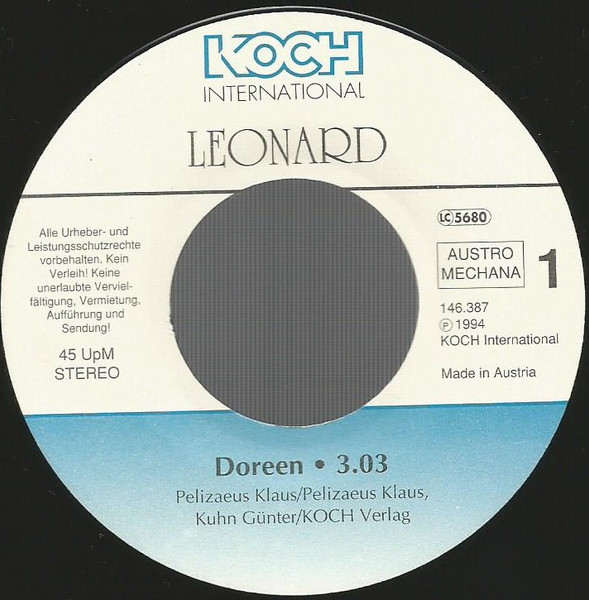 KOCH
INTERNATIONAL
LEONARD
Alle Urheber- und
Leistungsschutzrechte
vorbehalten. Kein
Verleih! Keine
unerlaubte Verviel-
fältigung, Vermietung,
Aufführung und
Sendung!
45 UpM
STEREO
LC 5680
AUSTRO
MECHANA
1
146.387
Ⓟ 1994
KOCH International
Made in Austria
Doreen • 3.03
Pelizaeus Klaus/Pelizaeus Klaus,
Kuhn Günter/KOCH Verlag